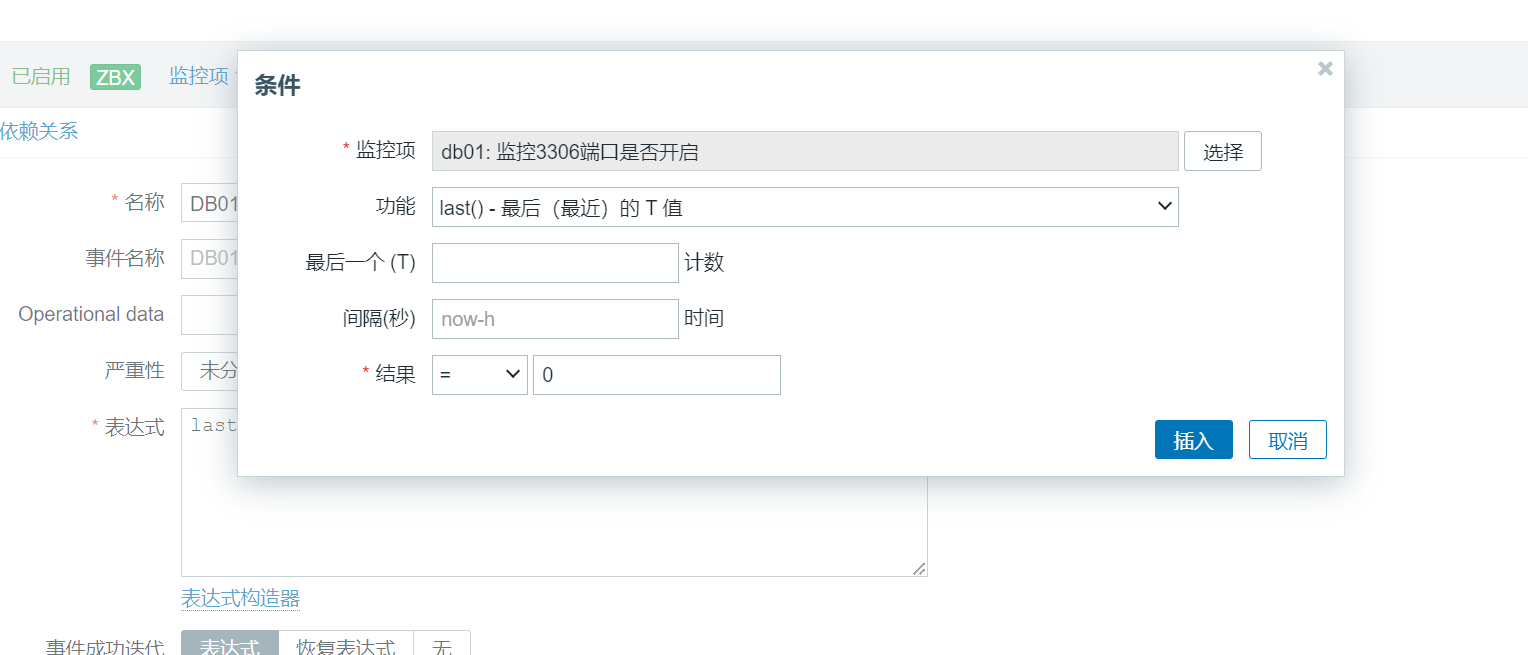 已启用 ZBX 监控项
条件
依赖关系
* 监控项 db01: 监控3306端口是否开启 选择
* 名称 DB01
功能 last() - 最后（最近）的 T 值
事件名称 DB01
最后一个 (T) 计数
Operational data
间隔(秒) now-h 时间
严重性 未分
* 结果 = 0
* 表达式 last
插入 取消
表达式构造器
事件成功迭代 表达式 恢复表达式 无